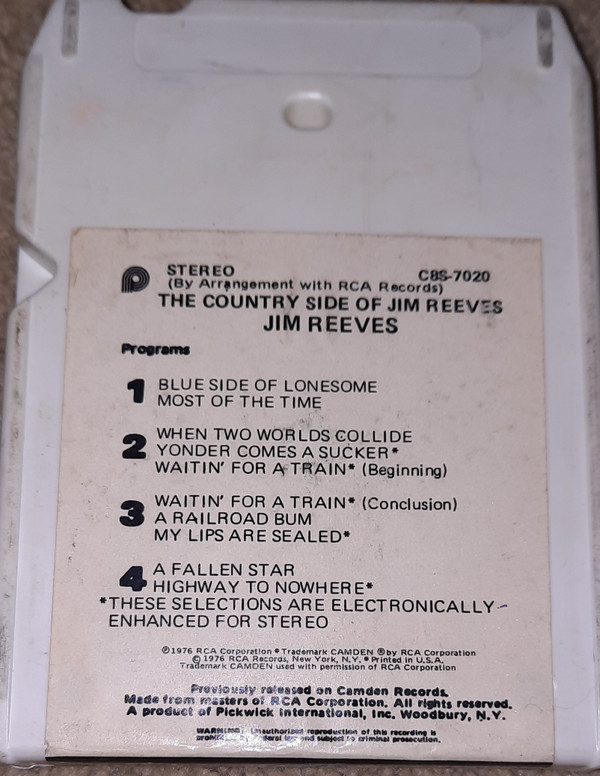 STEREO C8S-7020
(By Arrangement with RCA Records)
THE COUNTRY SIDE OF JIM REEVES
JIM REEVES
Programs
1 BLUE SIDE OF LONESOME
MOST OF THE TIME
2 WHEN TWO WORLDS COLLIDE
YONDER COMES A SUCKER*
WAITIN' FOR A TRAIN* (Beginning)
3 WAITIN' FOR A TRAIN* (Conclusion)
A RAILROAD BUM
MY LIPS ARE SEALED*
4 A FALLEN STAR
HIGHWAY TO NOWHERE*
*THESE SELECTIONS ARE ELECTRONICALLY
ENHANCED FOR STEREO
℗1976 RCA Corporation • Trademark CAMDEN ® by RCA Corporation
© 1976 RCA Records, New York, N.Y. • Printed in U.S.A.
Trademark CAMDEN used with permission of RCA Corporation
Previously released on Camden Records.
Made from masters of RCA Corporation. All rights reserved.
A product of Pickwick International, Inc. Woodbury, N.Y.
WARNING: Unauthorized reproduction of this recording is
and subject to criminal prosecution.